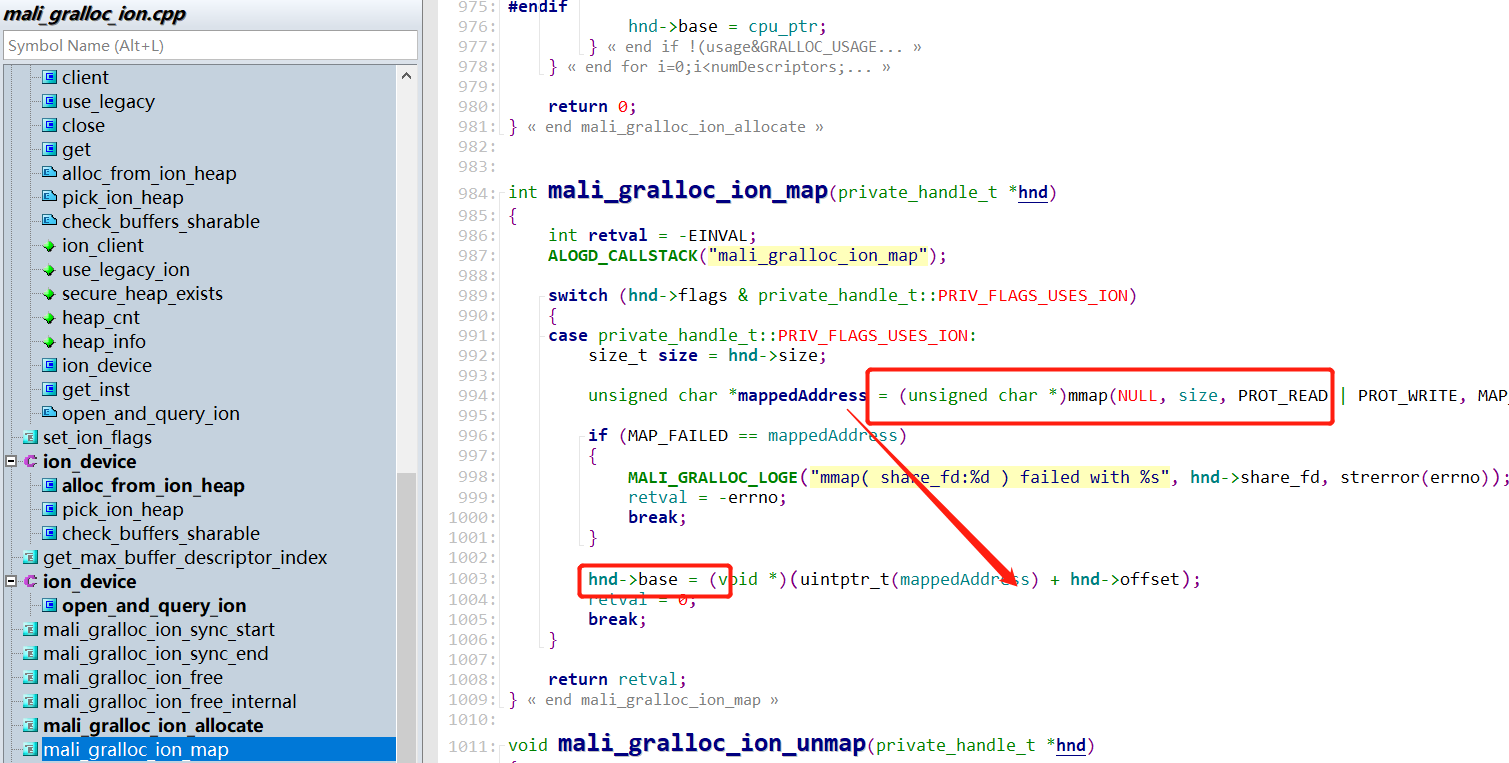 mali_gralloc_ion.cpp
Symbol Name (Alt+L)
client
use_legacy
close
get
alloc_from_ion_heap
pick_ion_heap
check_buffers_sharable
ion_client
use_legacy_ion
secure_heap_exists
heap_cnt
heap_info
ion_device
get_inst
open_and_query_ion
set_ion_flags
ion_device
alloc_from_ion_heap
pick_ion_heap
check_buffers_sharable
get_max_buffer_descriptor_index
ion_device
open_and_query_ion
mali_gralloc_ion_sync_start
mali_gralloc_ion_sync_end
mali_gralloc_ion_free
mali_gralloc_ion_free_internal
mali_gralloc_ion_allocate
mali_gralloc_ion_map
975: #endif
976: hnd->base = cpu_ptr;
977: } « end if !(usage&GRALLOC_USAGE... »
978: } « end for i=0;i<numDescriptors;... »
979:
980: return 0;
981: } « end mali_gralloc_ion_allocate »
982:
983:
984: int mali_gralloc_ion_map(private_handle_t *hnd)
985: {
986: int retval = -EINVAL;
987: ALOGD_CALLSTACK("mali_gralloc_ion_map");
988:
989: switch (hnd->flags & private_handle_t::PRIV_FLAGS_USES_ION)
990: {
991: case private_handle_t::PRIV_FLAGS_USES_ION:
992: size_t size = hnd->size;
993:
994: unsigned char *mappedAddress = (unsigned char *)mmap(NULL, size, PROT_READ | PROT_WRITE, MAP_
995:
996: if (MAP_FAILED == mappedAddress)
997: {
998: MALI_GRALLOC_LOGE("mmap( share_fd:%d ) failed with %s", hnd->share_fd, strerror(errno));
999: retval = -errno;
1000: break;
1001: }
1002:
1003: hnd->base = (void *)(uintptr_t(mappedAddress) + hnd->offset);
1004: retval = 0;
1005: break;
1006: }
1007:
1008: return retval;
1009: } « end mali_gralloc_ion_map »
1010:
1011: void mali_gralloc_ion_unmap(private_handle_t *hnd)